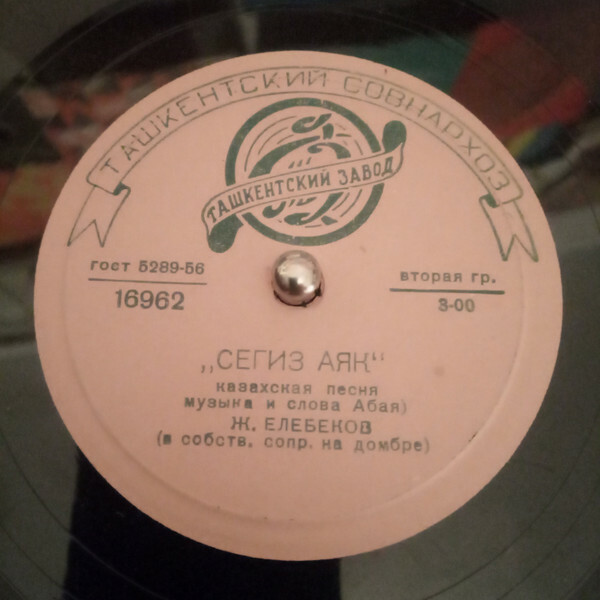 ТАШКЕНТСКИЙ СОВНАРХОЗ
ТАШКЕНТСКИЙ ЗАВОД
гост 5289-56
16962
вторая гр.
3-00
„СЕГИЗ АЯК“
казахская песня
музыка и слова Абая)
Ж. ЕЛЕБЕКОВ
(в собств. сопр. на домбре)